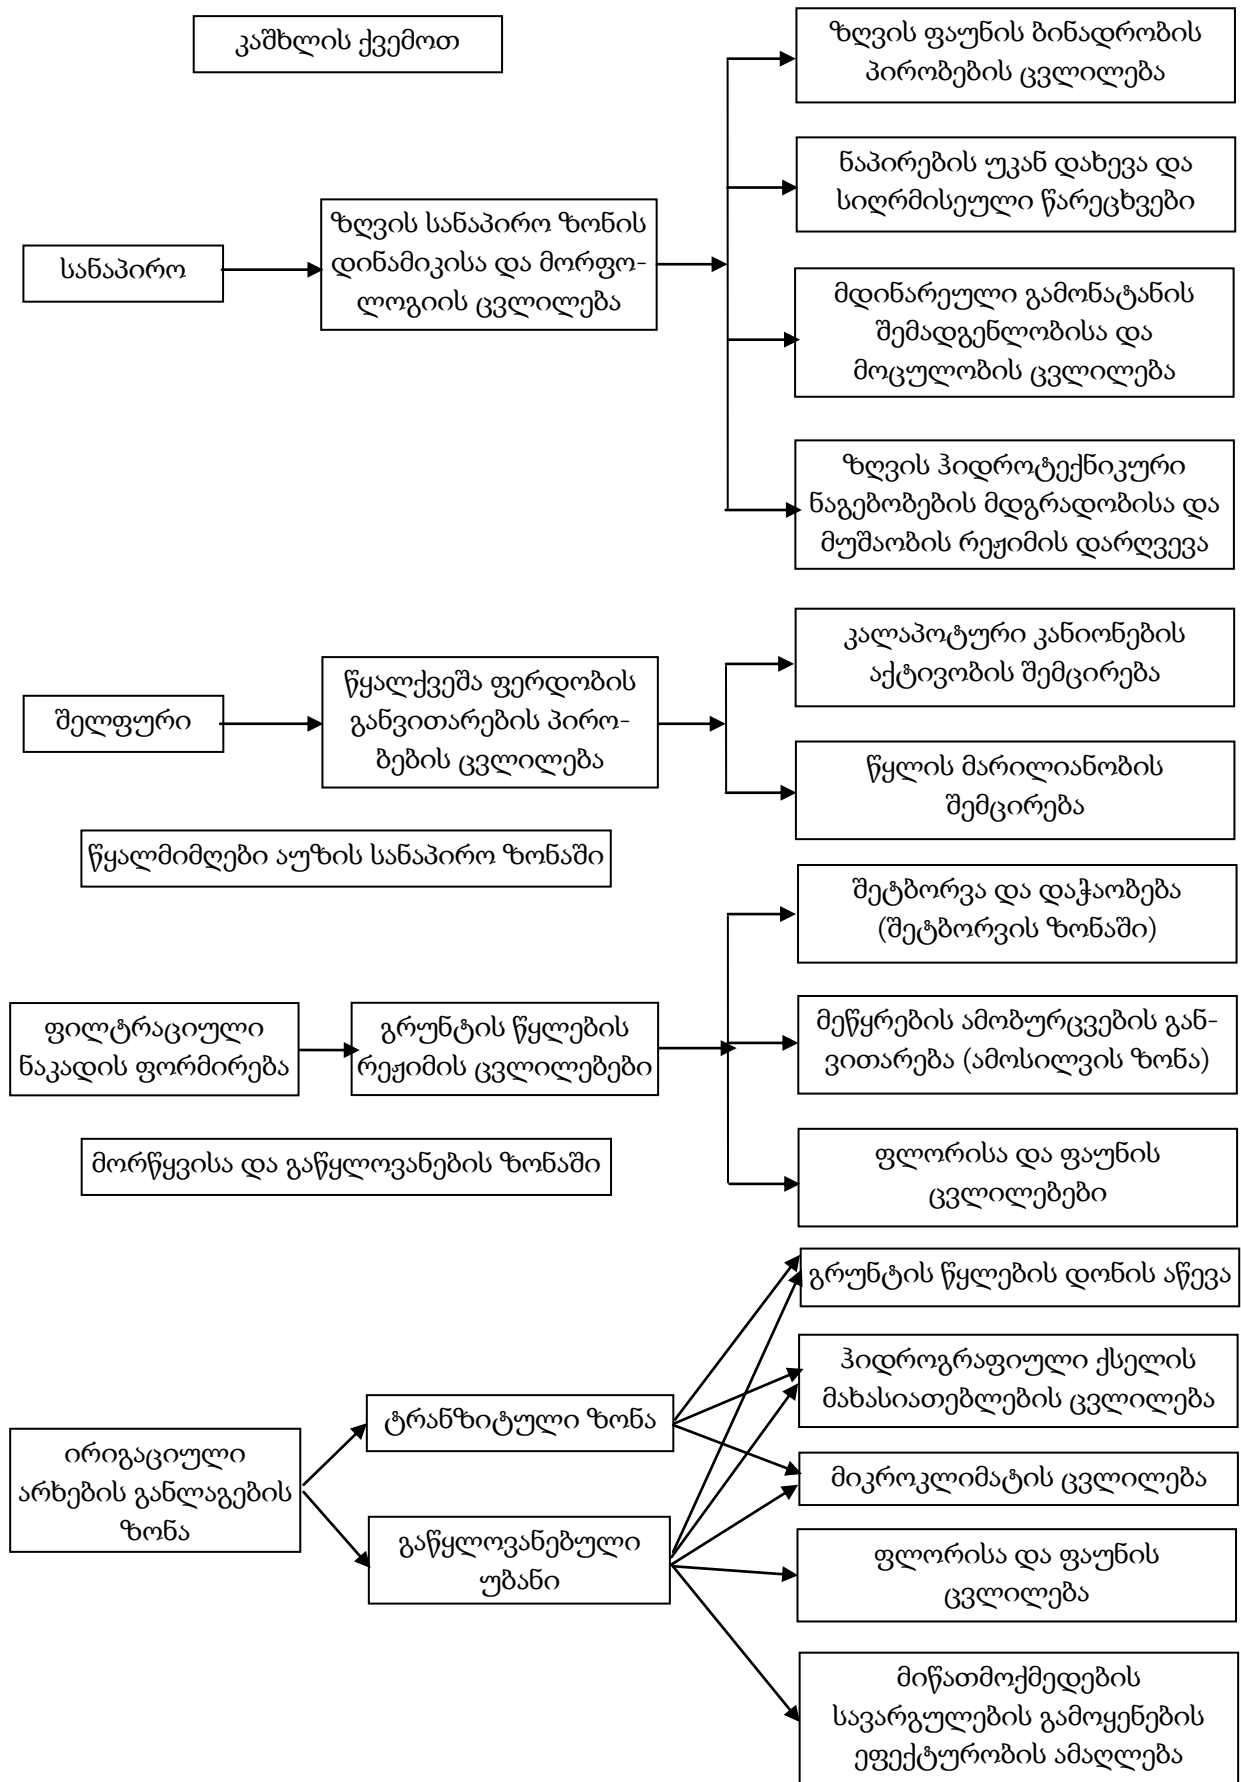 კაშხლის ქვემოთ
ზღვის ფაუნის ბინადრობის
პირობების ცვლილება
ნაპირების უკან დახევა და
სიღრმისეული წარეცხვები
სანაპირო
ზღვის სანაპირო ზონის
დინამიკისა და მორფო-
ლოგიის ცვლილება
მდინარეული გამონატანის
შემადგენლობისა და
მოცულობის ცვლილება
ზღვის ჰიდროტექნიკური
ნაგებობების მდგრადობისა და
მუშაობის რეჟიმის დარღვევა
შელფური
წყალქვეშა ფერდობის
განვითარების პირო-
ბების ცვლილება
კალაპოტური კანიონების
აქტივობის შემცირება
წყლის მარილიანობის
შემცირება
წყალმიმღები აუზის სანაპირო ზონაში
შეტბორვა და დაჭაობება
(შეტბორვის ზონაში)
ფილტრაციული
ნაკადის ფორმირება
გრუნტის წყლების
რეჟიმის ცვლილებები
მეწყრების ამობურცვების გან-
ვითარება (ამოსილვის ზონა)
ფლორისა და ფაუნის
ცვლილებები
მორწყვისა და გაწყლოვანების ზონაში
გრუნტის წყლების დონის აწევა
ჰიდროგრაფიული ქსელის
მახასიათებლების ცვლილება
ირიგაციული
არხების განლაგების
ზონა
ტრანზიტული ზონა
გაწყლოვანებული
უბანი
მიკროკლიმატის ცვლილება
ფლორისა და ფაუნის
ცვლილება
მიწათმოქმედების
სავარგულების გამოყენების
ეფექტურობის ამაღლება